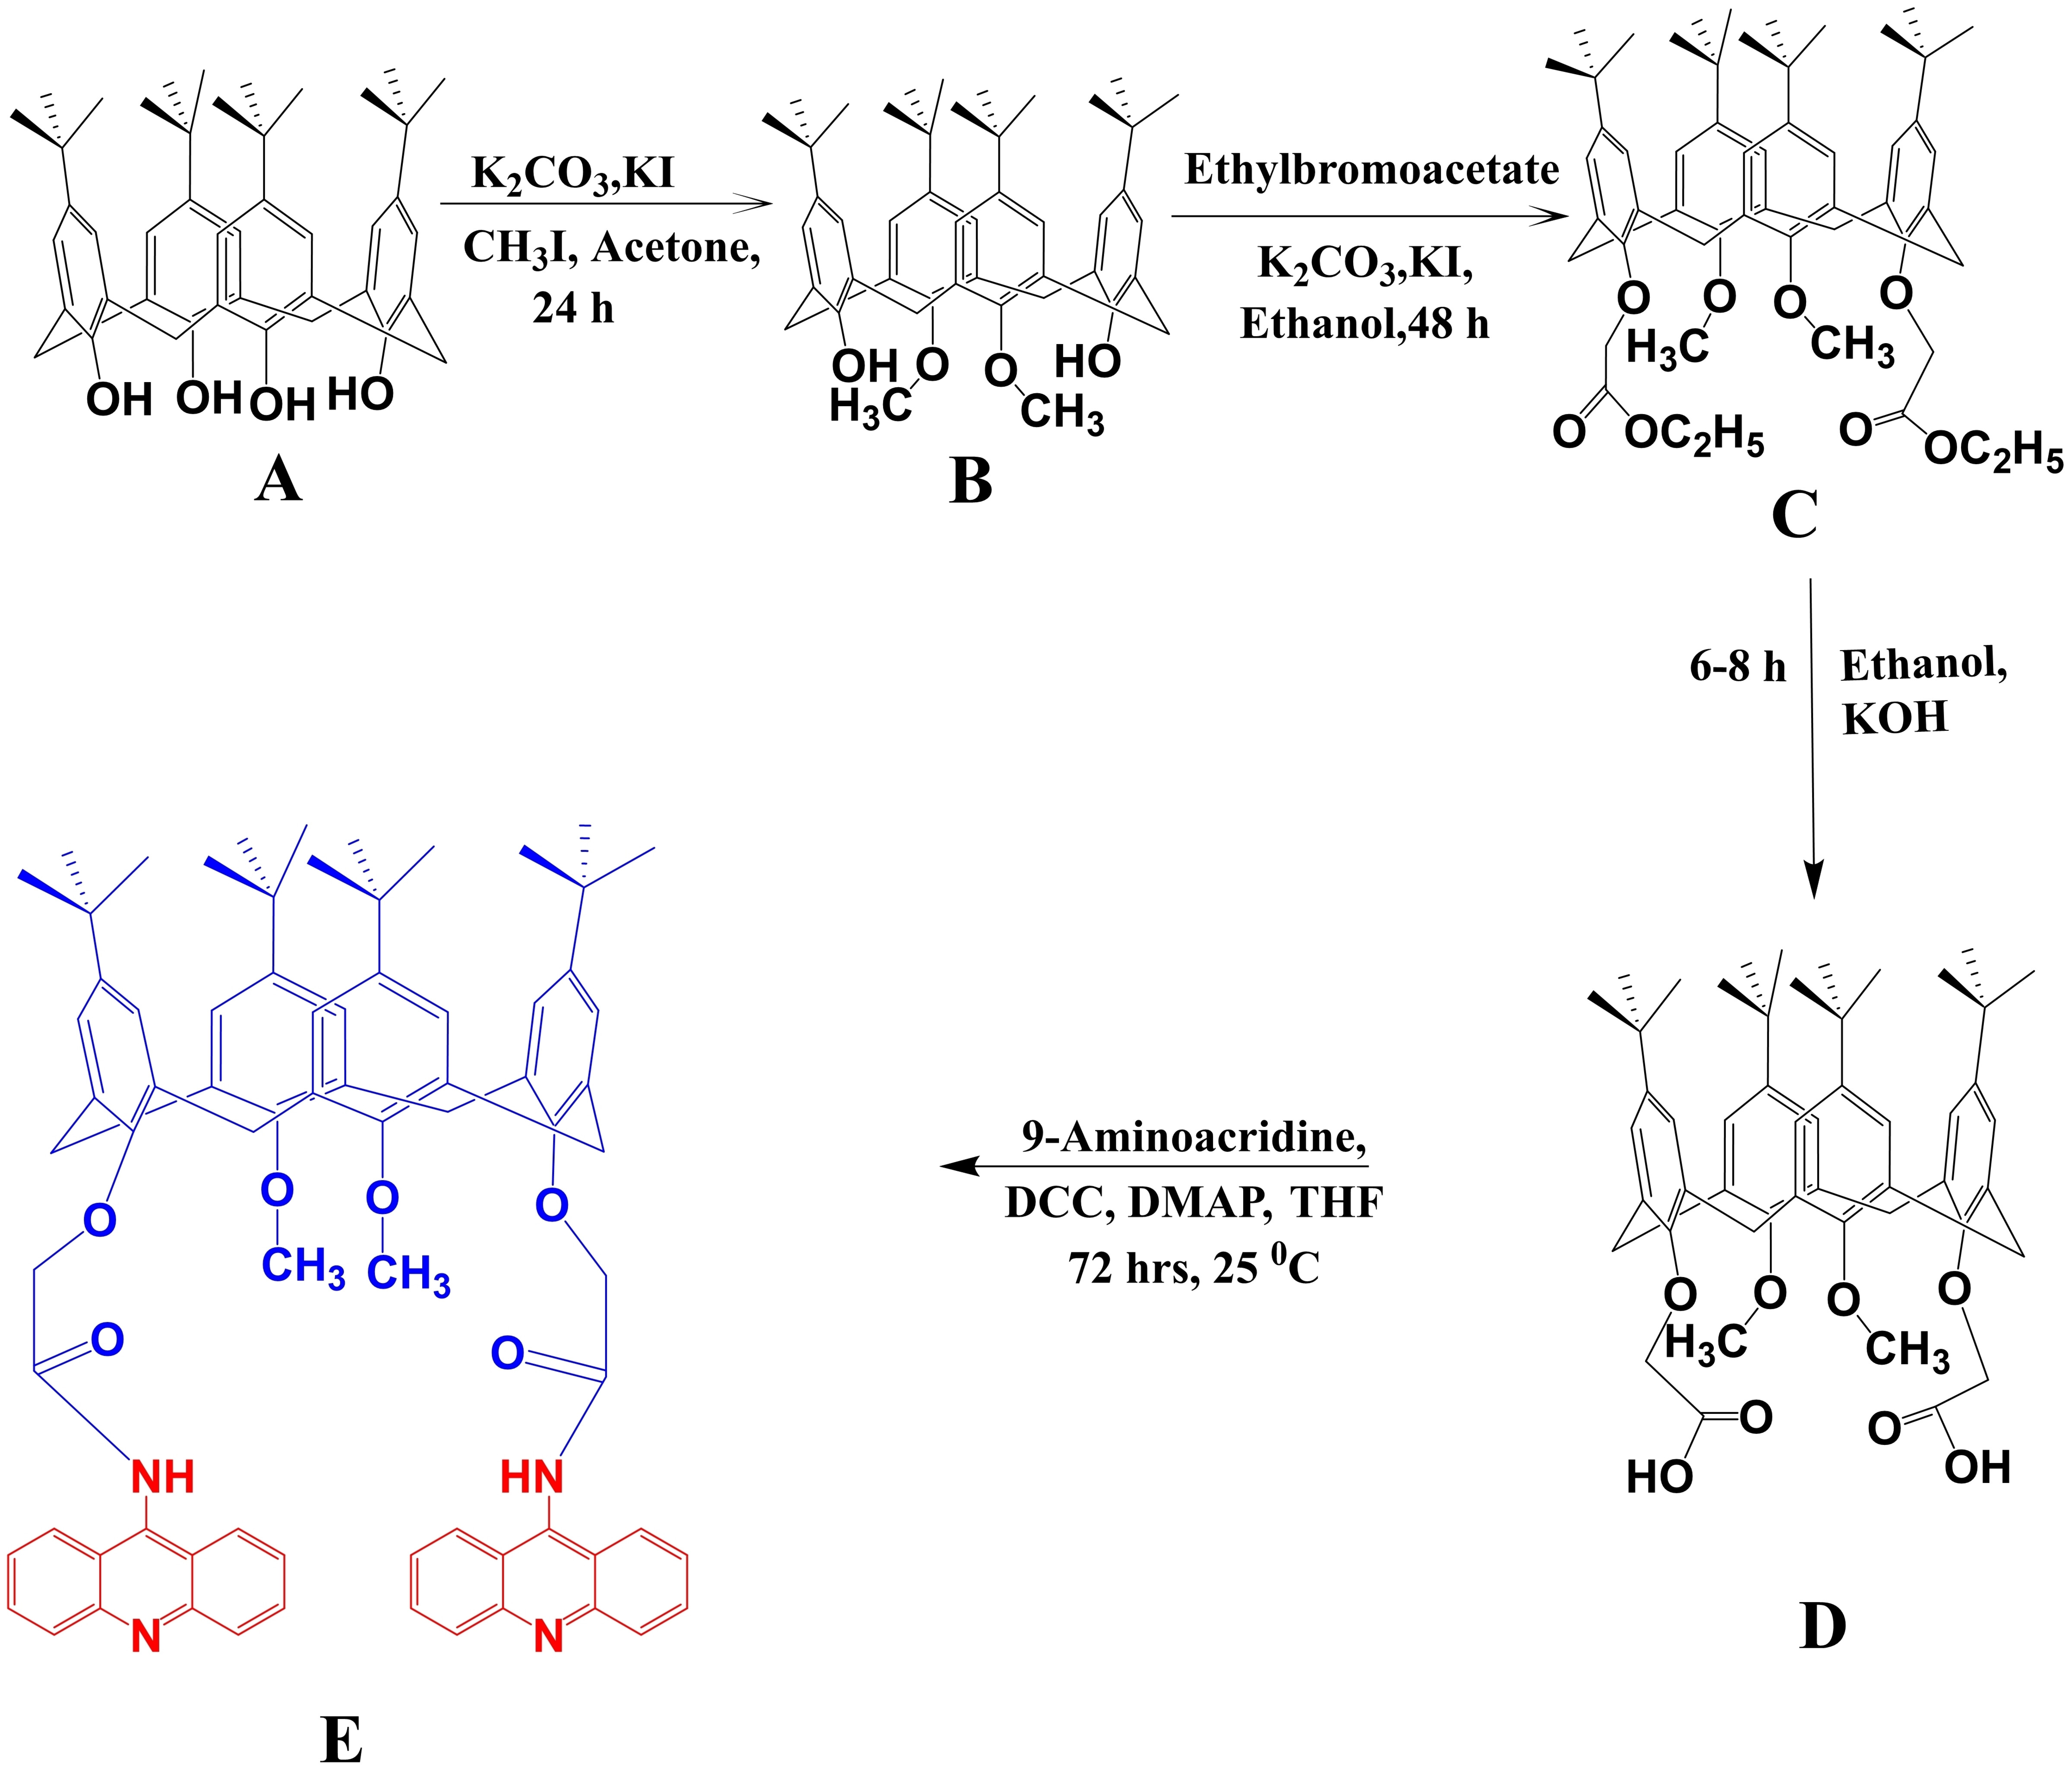 K2CO3,KI
CH3I, Acetone,
24 h
OH OH OH HO
A
OH O O HO
H3C CH3
B
Ethylbromoacetate
K2CO3,KI,
Ethanol,48 h
O O O O
H3C CH3
O OC2H5 O OC2H5
C
6-8 h
Ethanol,
KOH
9-Aminoacridine,
DCC, DMAP, THF
72 hrs, 25 0C
O O O O
H3C CH3
O O
HO OH
D
O O O O
CH3 CH3
O O
NH HN
N N
E